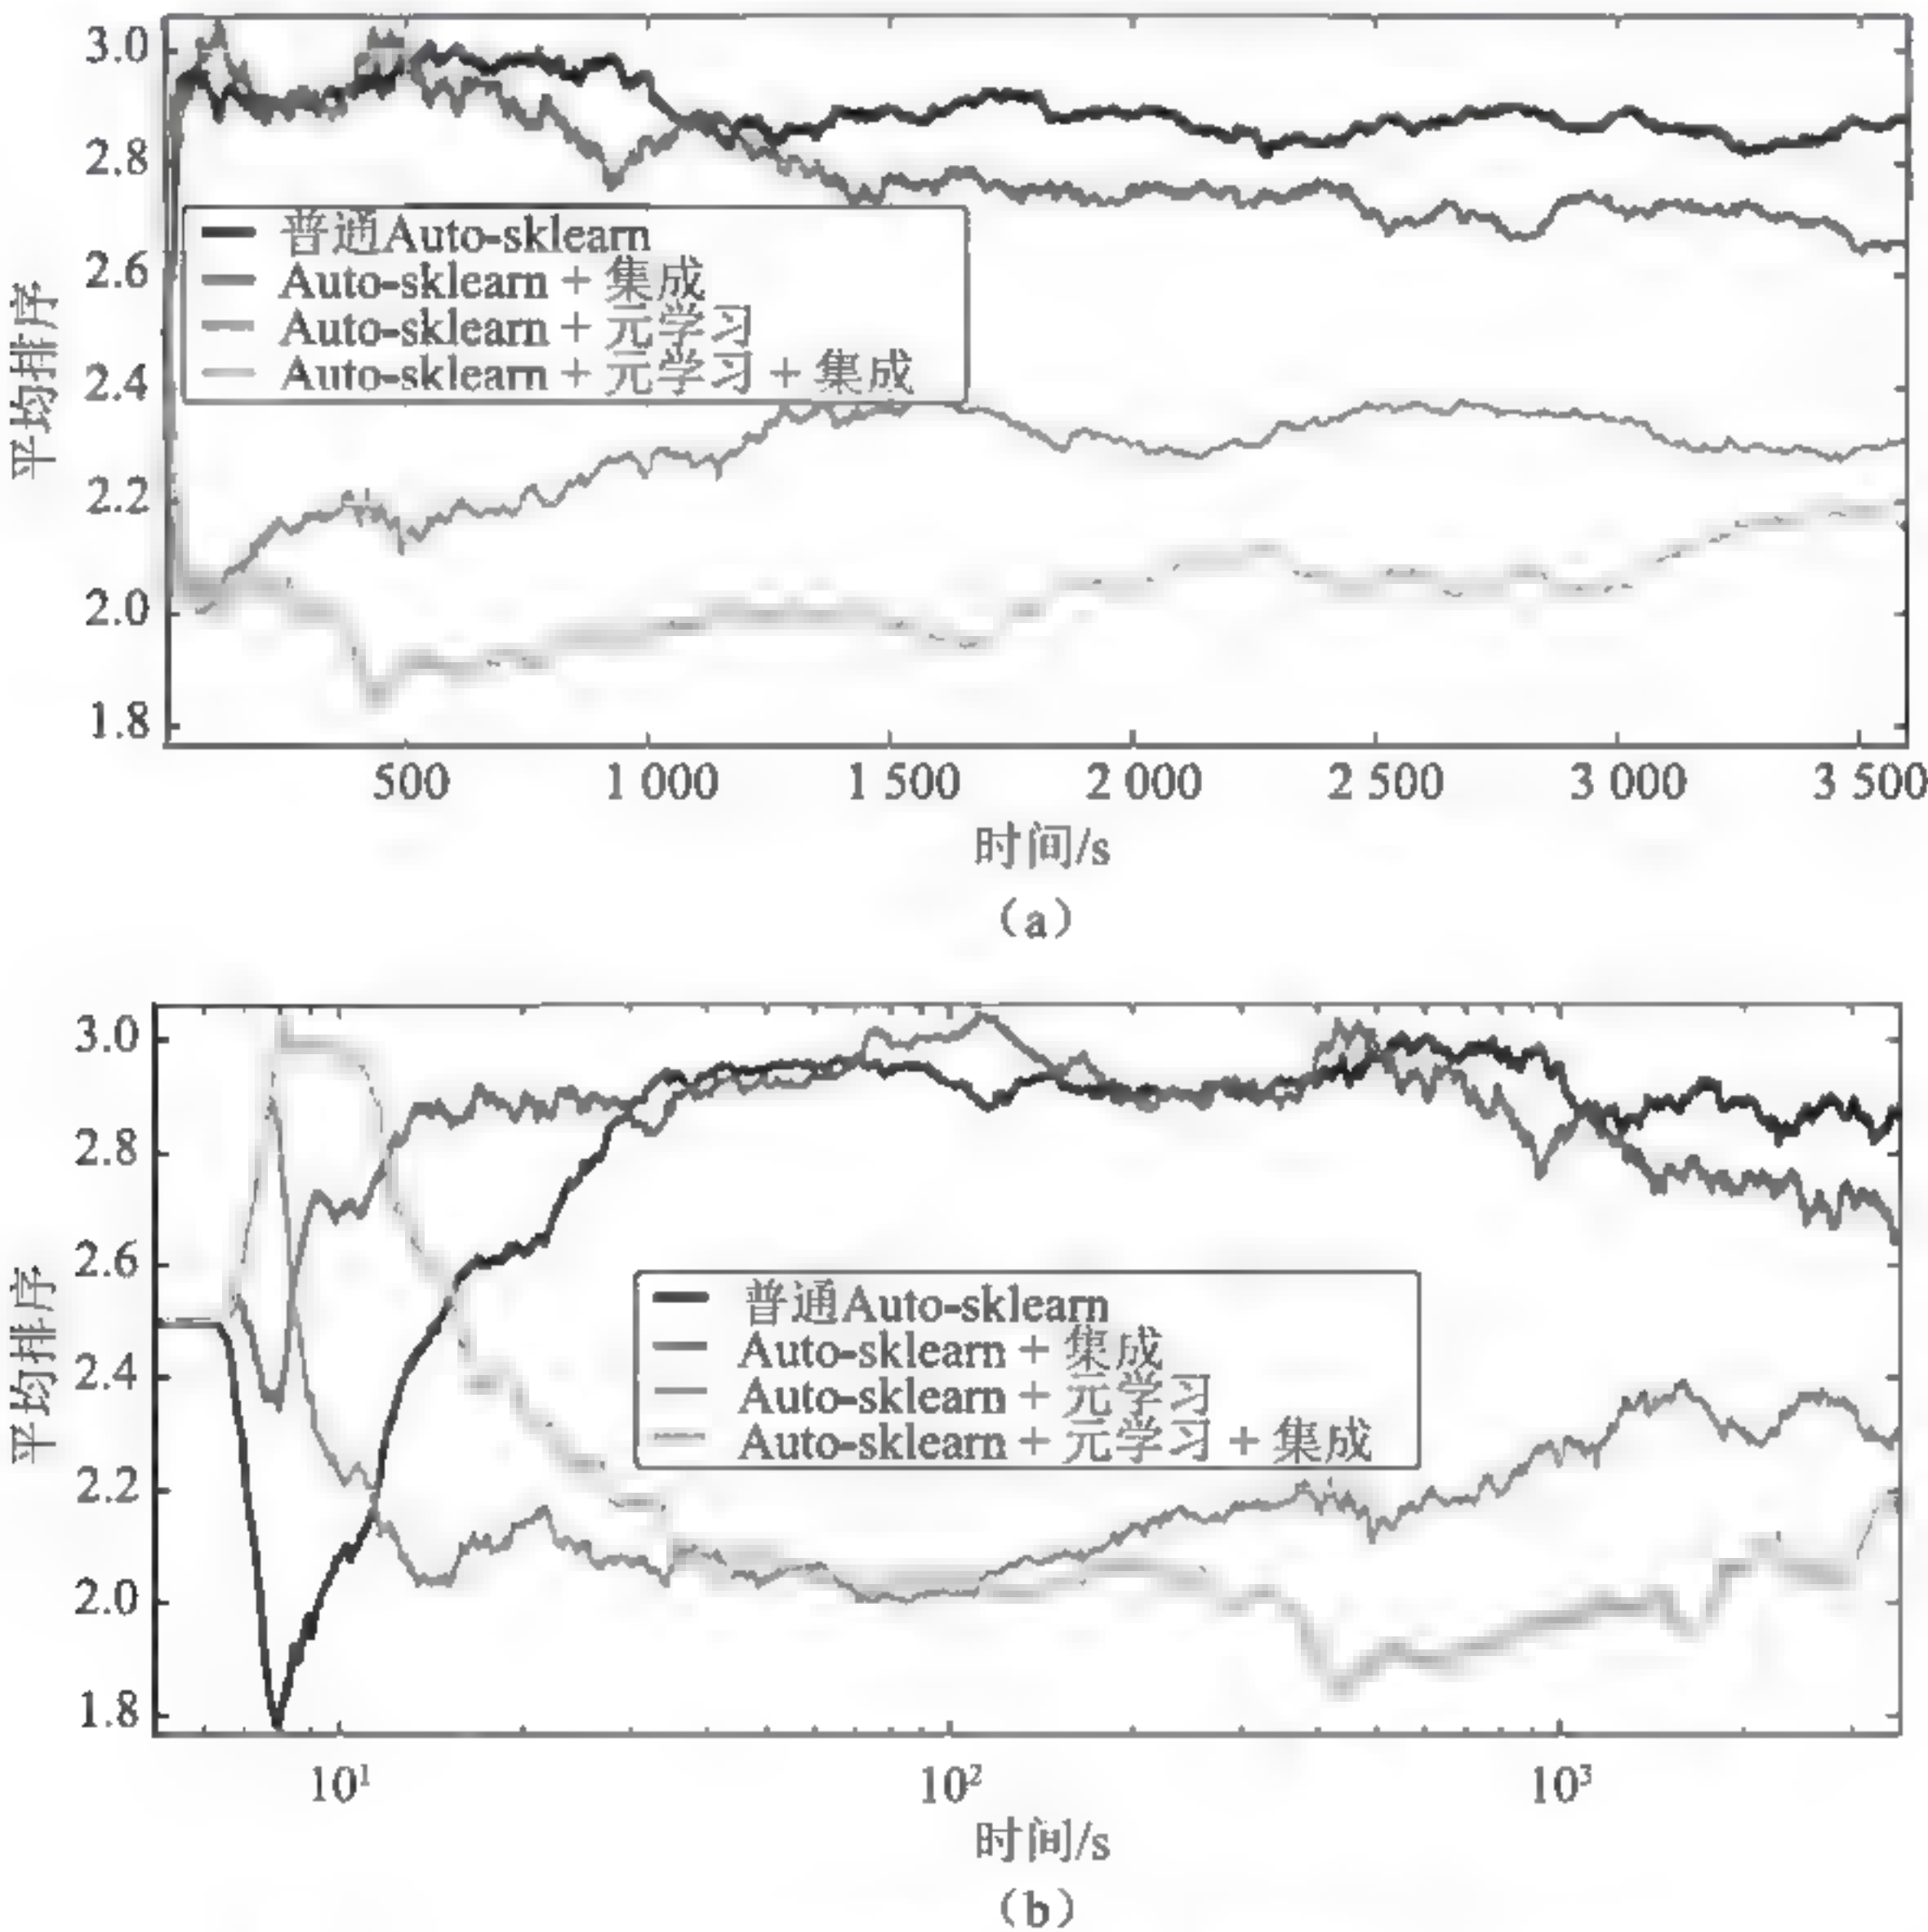 3.0
2.8
2.6
2.4
2.2
2.0
1.8
平均排序
普通Auto-sklearn
Auto-sklearn + 集成
Auto-sklearn + 元学习
Auto-sklearn + 元学习 + 集成
500 1 000 1 500 2 000 2 500 3 000 3 500
时间/s
(a)
3.0
2.8
2.6
2.4
2.2
2.0
1.8
平均排序
普通Auto-sklearn
Auto-sklearn + 集成
Auto-sklearn + 元学习
Auto-sklearn + 元学习 + 集成
10¹ 10² 10³
时间/s
(b)